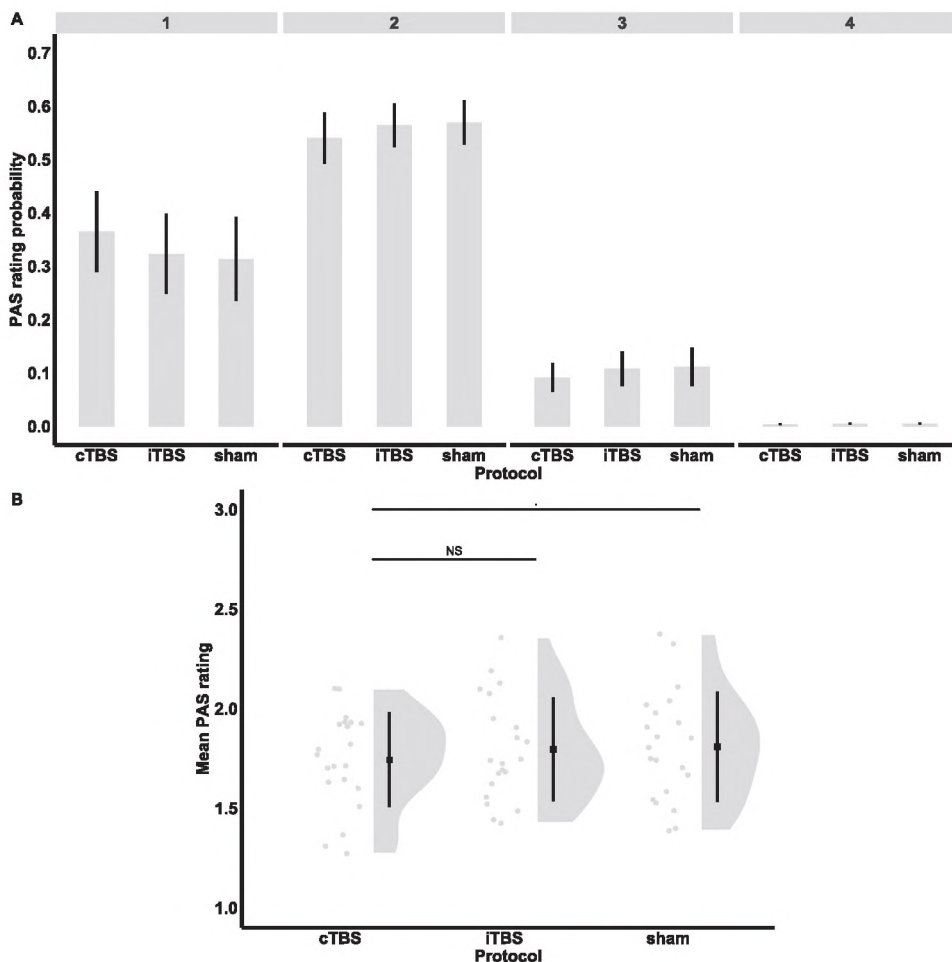 A
1 2 3 4
PAS rating probability
0.7
0.6
0.5
0.4
0.3
0.2
0.1
0.0
cTBS iTBS sham cTBS iTBS sham cTBS iTBS sham cTBS iTBS sham
Protocol
B
Mean PAS rating
3.0
2.5
2.0
1.5
1.0
.
NS
cTBS iTBS sham
Protocol